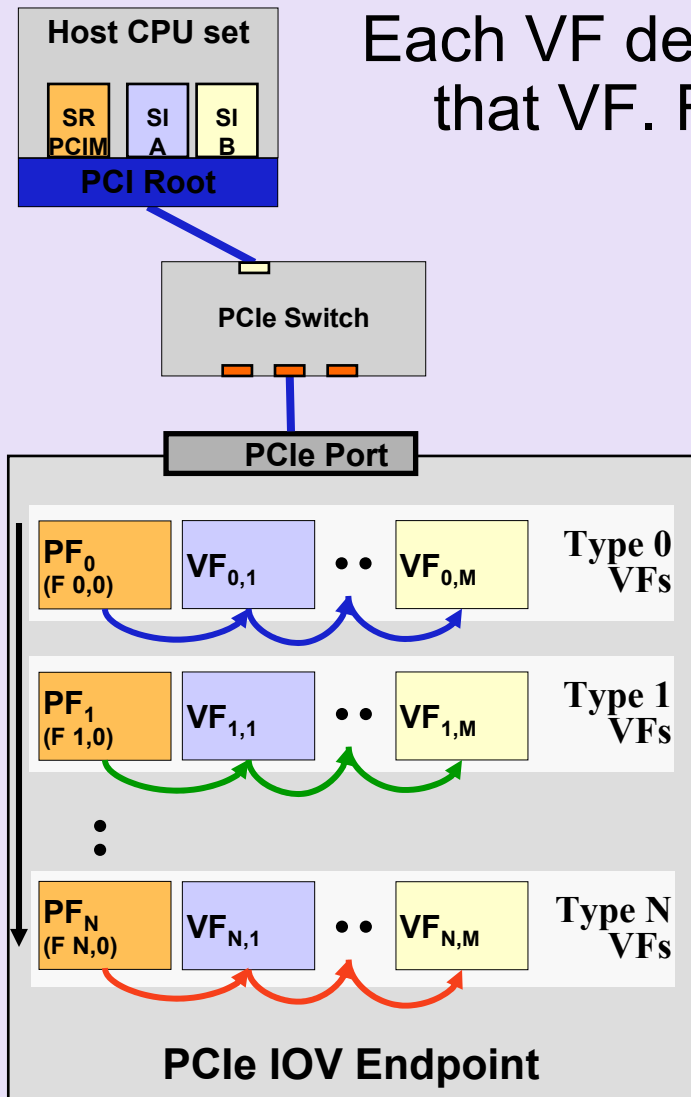 Host CPU set
Each VF de
that VF. F
SR
PCIM
SI
A
SI
B
PCI Root
PCIe Switch
PCIe Port
PF0
(F 0,0)
VF0,1
••
VF0,M
Type 0
VFs
PF1
(F 1,0)
VF1,1
••
VF1,M
Type 1
VFs
PFN
(F N,0)
VFN,1
••
VFN,M
Type N
VFs
PCIe IOV Endpoint